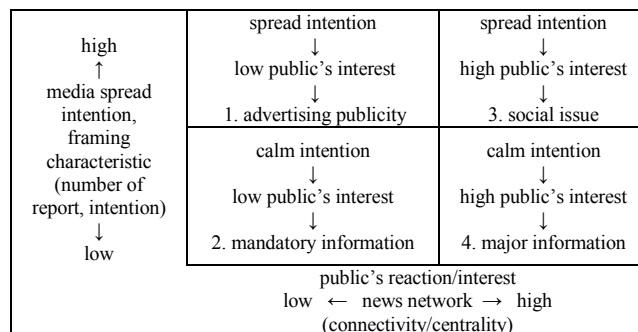 high
↑
media spread
intention,
framing
characteristic
(number of
report, intention)
↓
low
spread intention
↓
low public's interest
↓
1. advertising publicity
spread intention
↓
high public's interest
↓
3. social issue
calm intention
↓
low public's interest
↓
2. mandatory information
calm intention
↓
high public's interest
↓
4. major information
public's reaction/interest
low ← news network → high
(connectivity/centrality)